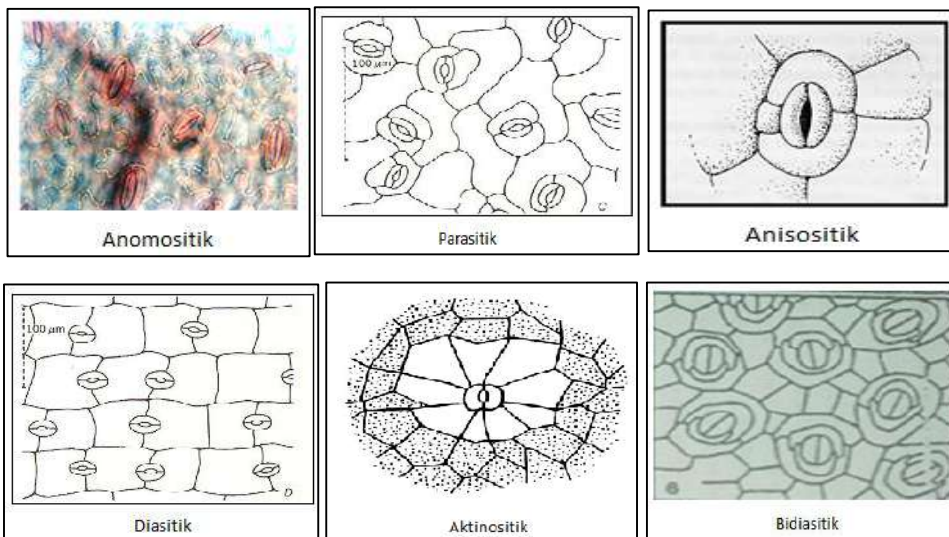 Anomositik
100 μm
C
Parasitik
Anisositik
100 μm
D
Diasitik
Aktinositik
Bidiasitik